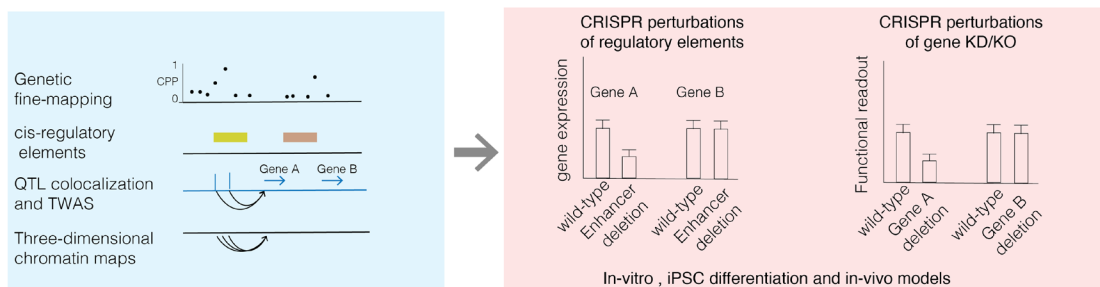 Genetic
fine-mapping
1
CPP
0
cis-regulatory
elements
QTL colocalization
and TWAS
Gene A
Gene B
Three-dimensional
chromatin maps
CRISPR perturbations
of regulatory elements
gene expression
Gene A
Gene B
wild-type
Enhancer
deletion
wild-type
Enhancer
deletion
CRISPR perturbations
of gene KD/KO
Functional readout
wild-type
Gene A
deletion
wild-type
Gene B
deletion
In-vitro , iPSC differentiation and in-vivo models